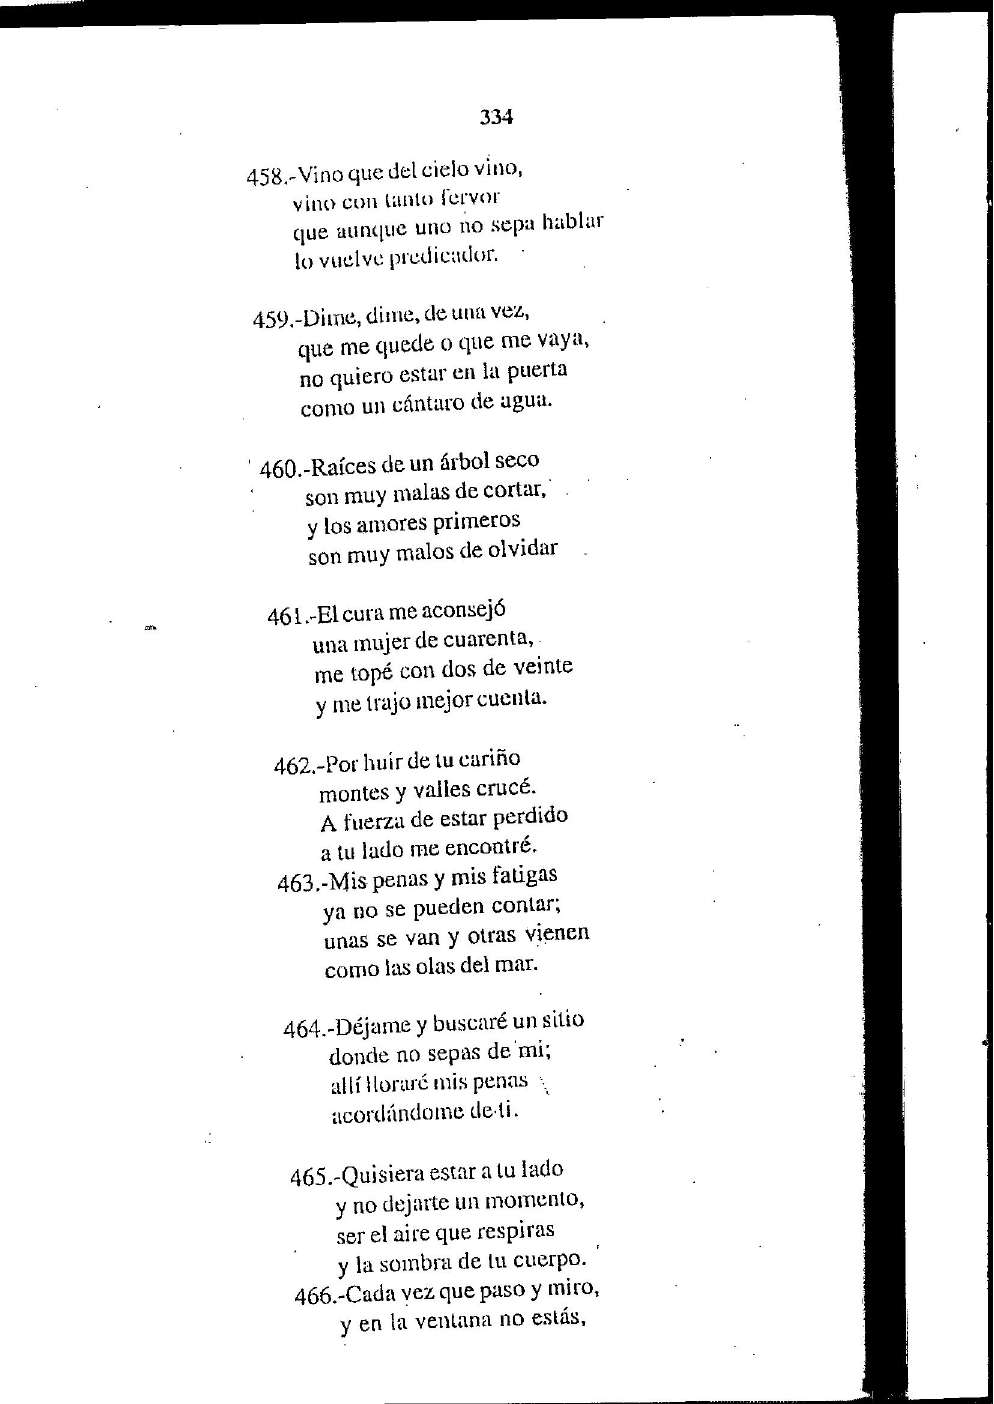 334
458.-Vino que del cielo vino,
vino con tanto fervor
que aunque uno no sepa hablar
lo vuelve predicador.
459.-Dime, dime, de una vez,
que me quede o que me vaya,
no quiero estar en la puerta
como un cántaro de agua.
460.-Raíces de un árbol seco
son muy malas de cortar,
y los amores primeros
son muy malos de olvidar
461.-El cura me aconsejó
una mujer de cuarenta,
me topé con dos de veinte
y me trajo mejor cuenta.
462.-Por huir de tu cariño
montes y valles crucé.
A fuerza de estar perdido
a tu lado me encontré.
463.-Mis penas y mis fatigas
ya no se pueden contar;
unas se van y otras vienen
como las olas del mar.
464.-Déjame y buscaré un sitio
donde no sepas de mi;
allí lloraré mis penas
acordándome de ti.
465.-Quisiera estar a tu lado
y no dejarte un momento,
ser el aire que respiras
y la sombra de tu cuerpo.
466.-Cada vez que paso y miro,
y en la ventana no estás,